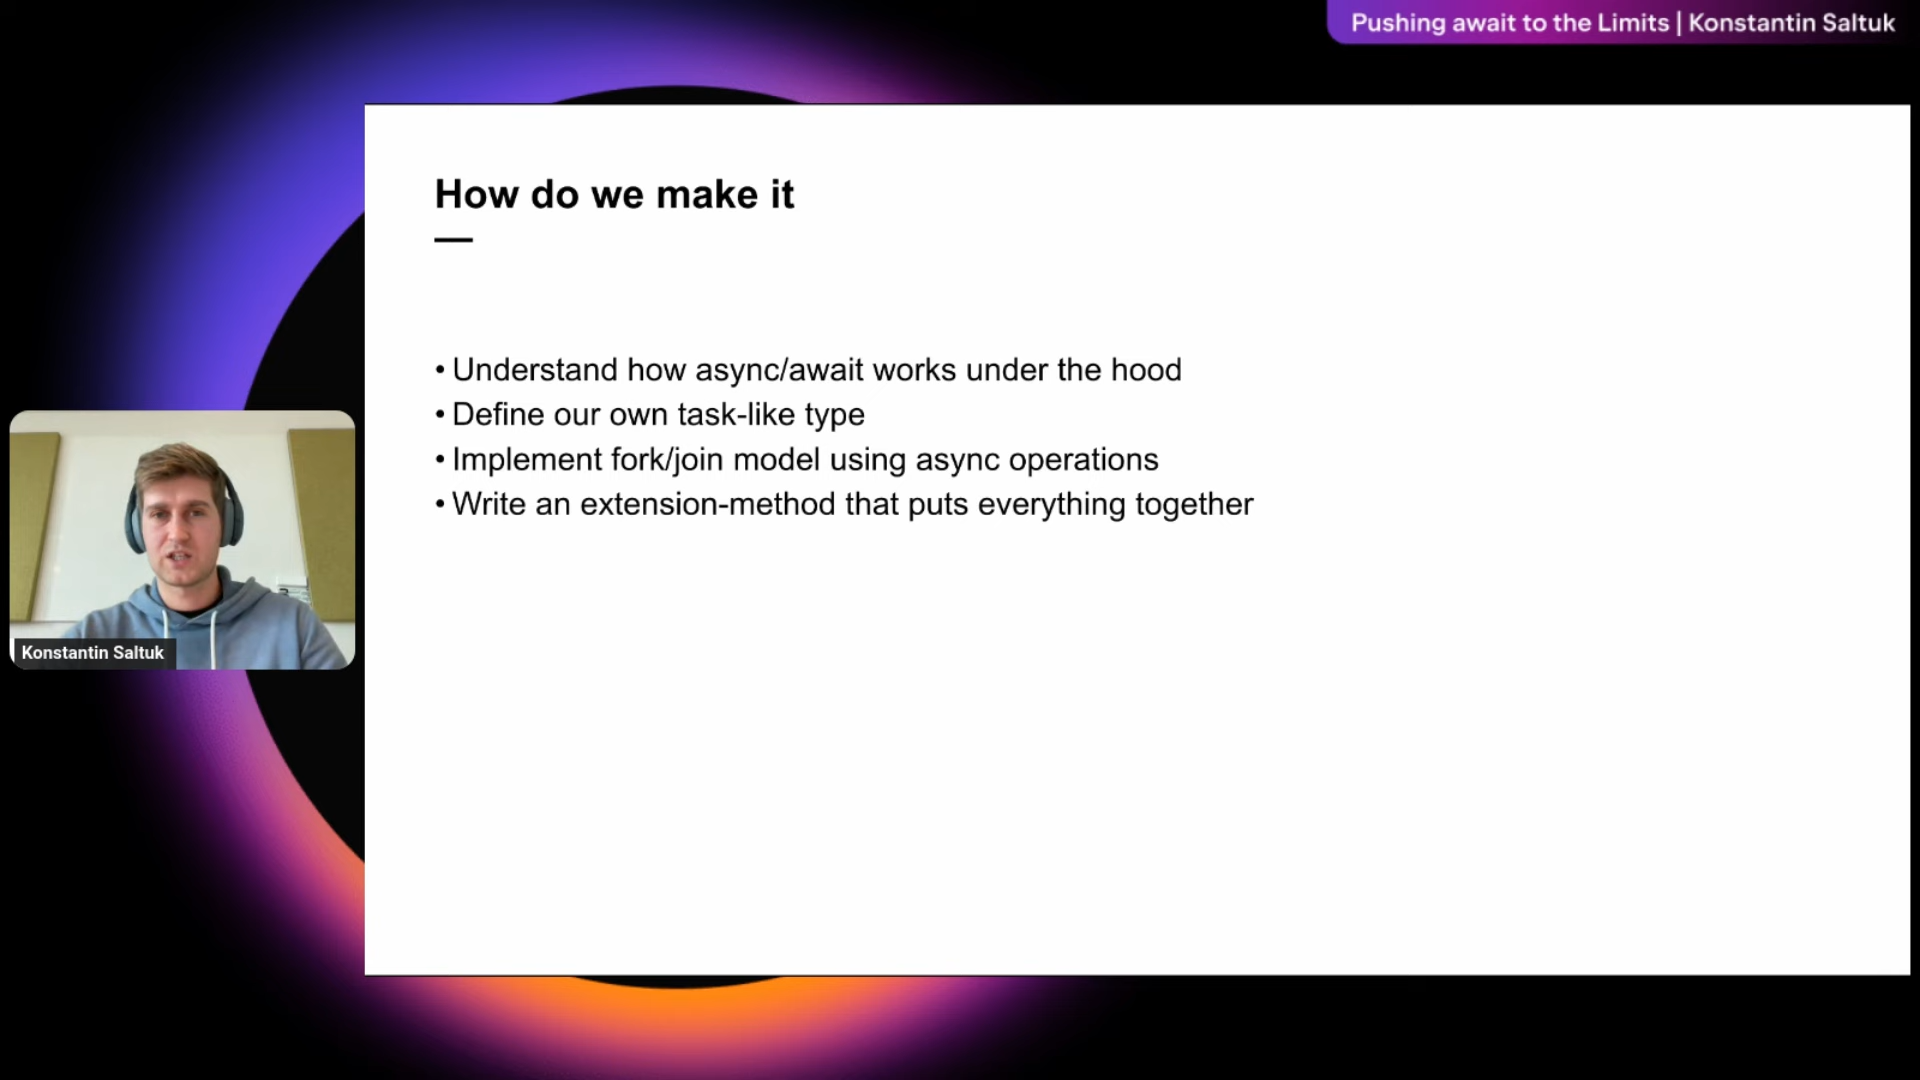 Pushing await to the Limits | Konstantin Saltuk
How do we make it
• Understand how async/await works under the hood
• Define our own task-like type
• Implement fork/join model using async operations
• Write an extension-method that puts everything together
Konstantin Saltuk